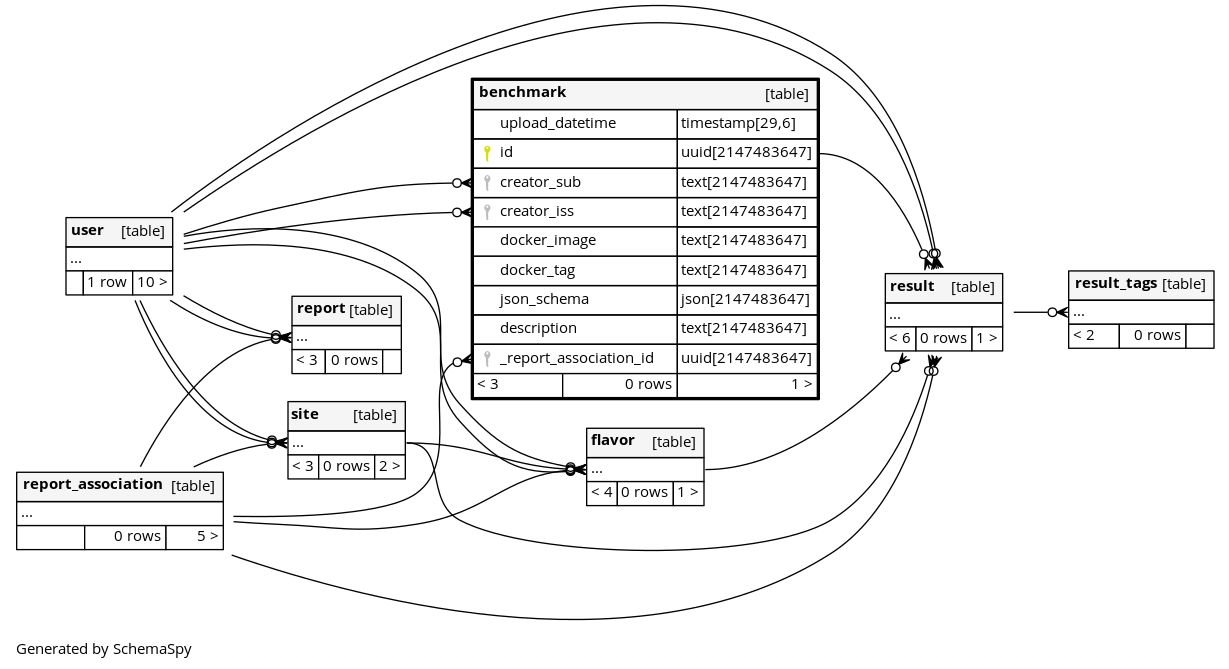 benchmark [table]
upload_datetime timestamp[29,6]
id uuid[2147483647]
creator_sub text[2147483647]
creator_iss text[2147483647]
docker_image text[2147483647]
docker_tag text[2147483647]
json_schema json[2147483647]
description text[2147483647]
_report_association_id uuid[2147483647]
< 3 0 rows 1 >
user [table]
...
1 row 10 >
report [table]
...
< 3 0 rows
site [table]
...
< 3 0 rows 2 >
report_association [table]
...
0 rows 5 >
flavor [table]
...
< 4 0 rows 1 >
result [table]
...
< 6 0 rows 1 >
result_tags [table]
...
< 2 0 rows
Generated by SchemaSpy